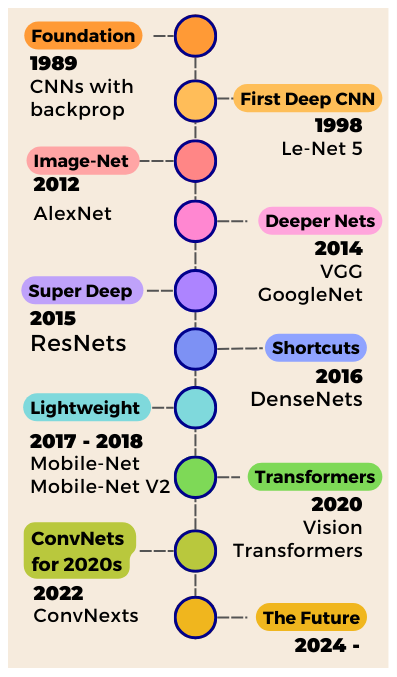 Foundation
1989
CNNs with
backprop
First Deep CNN
1998
Le-Net 5
Image-Net
2012
AlexNet
Deeper Nets
2014
VGG
GoogleNet
Super Deep
2015
ResNets
Shortcuts
2016
DenseNets
Lightweight
2017 - 2018
Mobile-Net
Mobile-Net V2
Transformers
2020
Vision
Transformers
ConvNets
for 2020s
2022
ConvNexts
The Future
2024 -